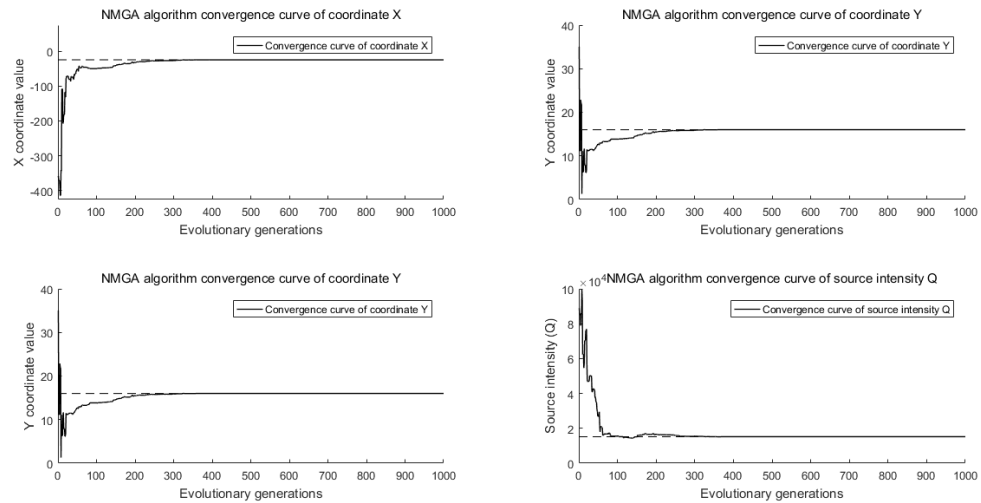 NMGA algorithm convergence curve of coordinate X
Convergence curve of coordinate X
X coordinate value
0
-100
-200
-300
-400
0 100 200 300 400 500 600 700 800 900 1000
Evolutionary generations
NMGA algorithm convergence curve of coordinate Y
Convergence curve of coordinate Y
Y coordinate value
40
30
20
10
0
0 100 200 300 400 500 600 700 800 900 1000
Evolutionary generations
NMGA algorithm convergence curve of coordinate Y
Convergence curve of coordinate Y
Y coordinate value
40
30
20
10
0
0 100 200 300 400 500 600 700 800 900 1000
Evolutionary generations
× 10⁴ NMGA algorithm convergence curve of source intensity Q
Convergence curve of source intensity Q
Source intensity (Q)
10
8
6
4
2
0
0 100 200 300 400 500 600 700 800 900 1000
Evolutionary generations